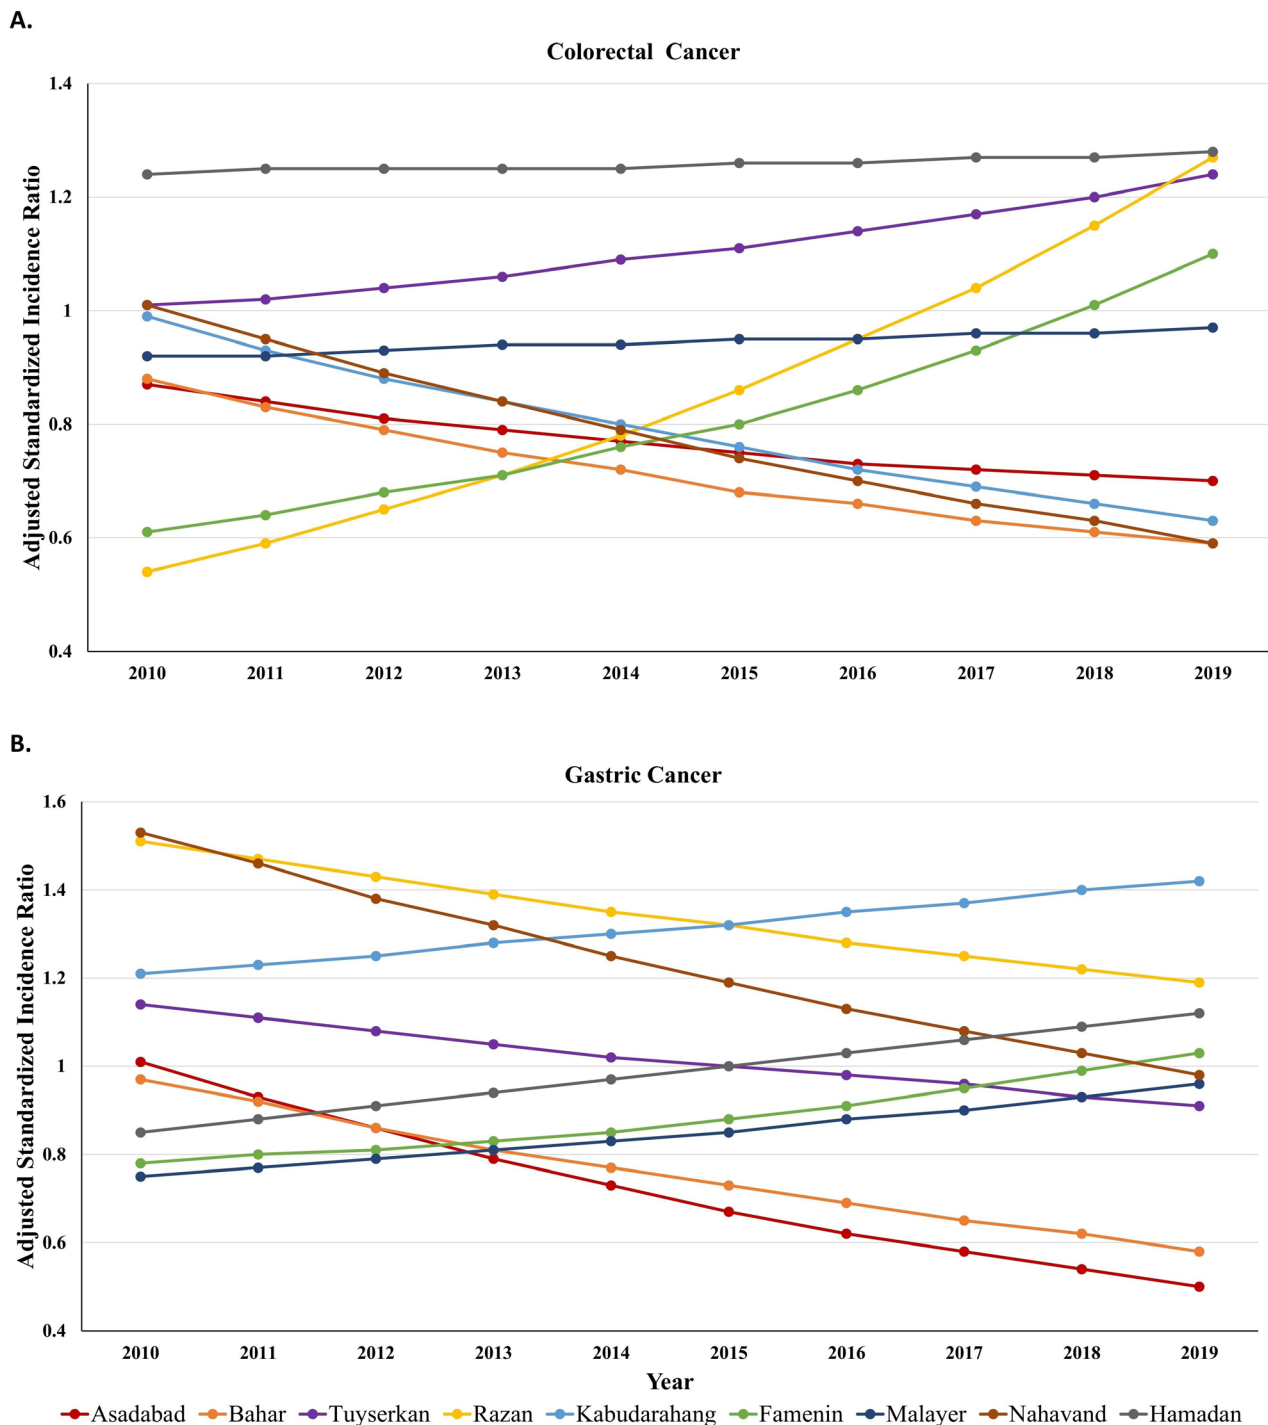 A.
Colorectal Cancer
Adjusted Standardized Incidence Ratio
1.4
1.2
1
0.8
0.6
0.4
2010 2011 2012 2013 2014 2015 2016 2017 2018 2019
B.
Gastric Cancer
Adjusted Standardized Incidence Ratio
1.6
1.4
1.2
1
0.8
0.6
0.4
2010 2011 2012 2013 2014 2015 2016 2017 2018 2019
Year
Asadabad Bahar Tuyserkan Razan Kabudarahang Famenin Malayer Nahavand Hamadan